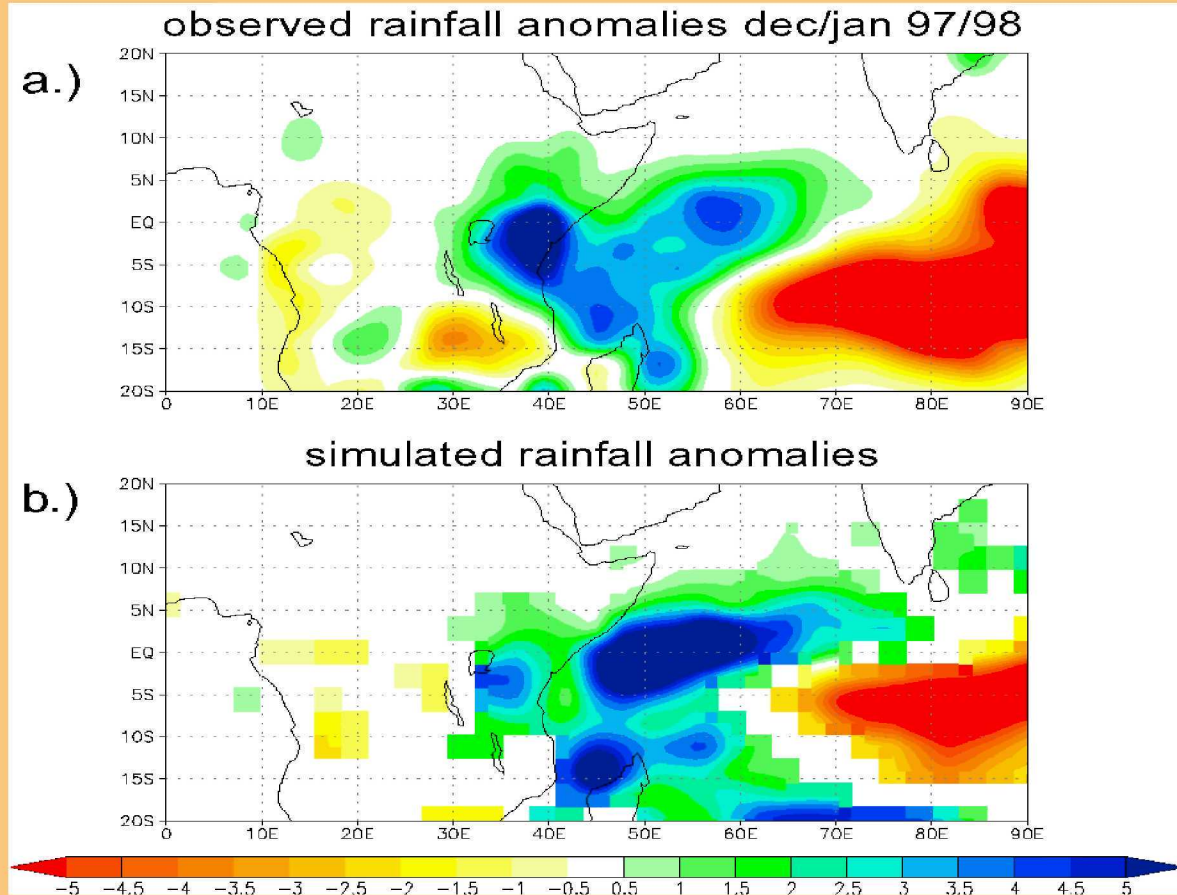 observed rainfall anomalies dec/jan 97/98
a.)
20N
15N
10N
5N
EQ
5S
10S
15S
20S
0 10E 20E 30E 40E 50E 60E 70E 80E 90E
simulated rainfall anomalies
b.)
20N
15N
10N
5N
EQ
5S
10S
15S
20S
0 10E 20E 30E 40E 50E 60E 70E 80E 90E
−5 −4.5 −4 −3.5 −3 −2.5 −2 −1.5 −1 −0.5 0.5 1 1.5 2 2.5 3 3.5 4 4.5 5